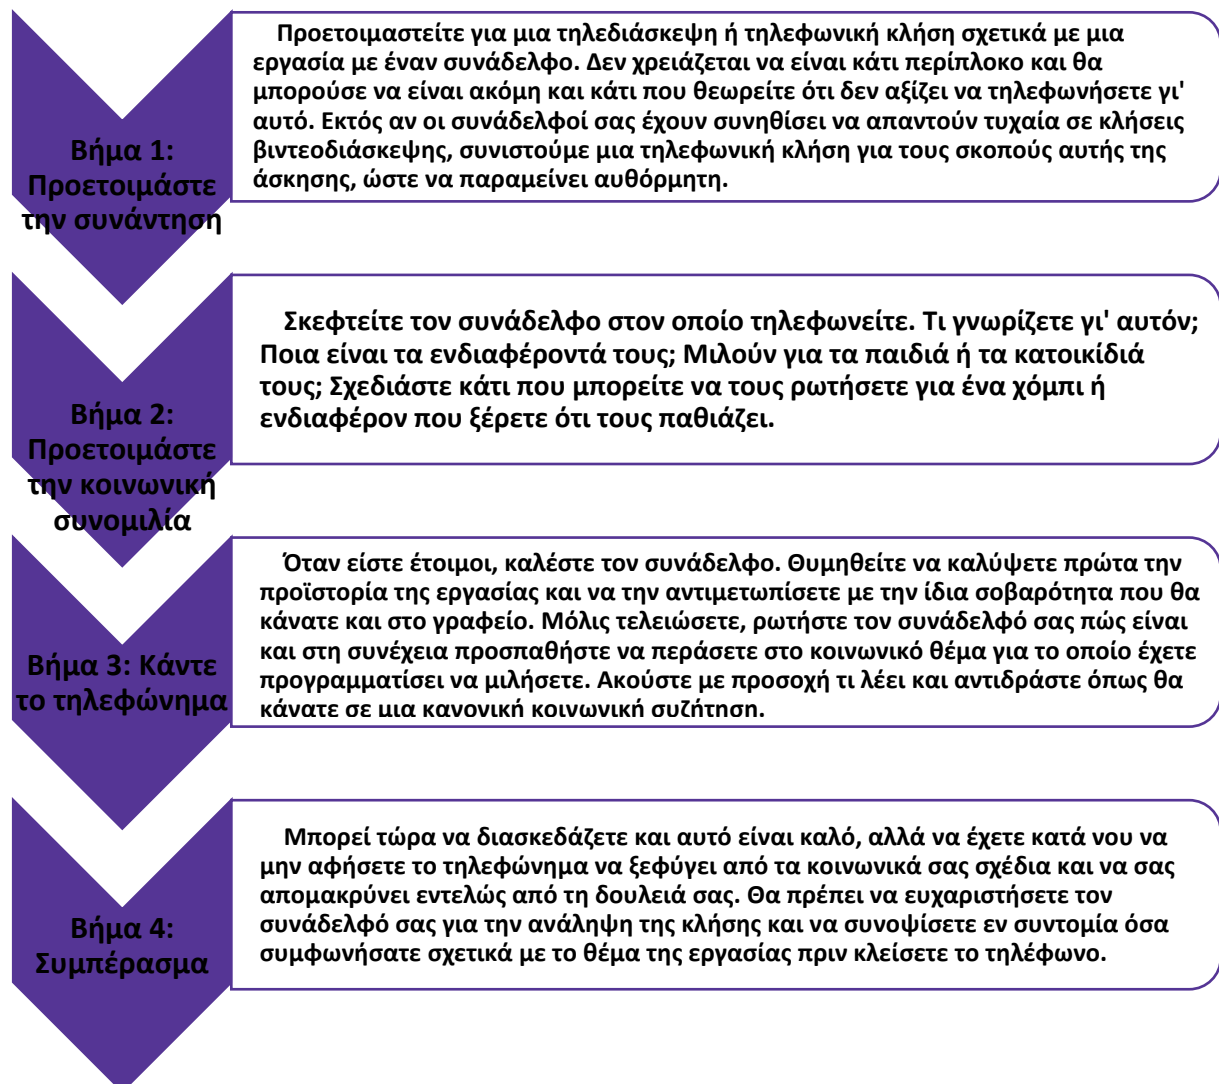 Βήμα 1:
Προετοιμάστε
την συνάντηση
Προετοιμαστείτε για μια τηλεδιάσκεψη ή τηλεφωνική κλήση σχετικά με μια
εργασία με έναν συνάδελφο. Δεν χρειάζεται να είναι κάτι περίπλοκο και θα
μπορούσε να είναι ακόμη και κάτι που θεωρείτε ότι δεν αξίζει να τηλεφωνήσετε γι'
αυτό. Εκτός αν οι συνάδελφοί σας έχουν συνηθίσει να απαντούν τυχαία σε κλήσεις
βιντεοδιάσκεψης, συνιστούμε μια τηλεφωνική κλήση για τους σκοπούς αυτής της
άσκησης, ώστε να παραμείνει αυθόρμητη.
Βήμα 2:
Προετοιμάστε
την κοινωνική
συνομιλία
Σκεφτείτε τον συνάδελφο στον οποίο τηλεφωνείτε. Τι γνωρίζετε γι' αυτόν;
Ποια είναι τα ενδιαφέροντά τους; Μιλούν για τα παιδιά ή τα κατοικίδιά
τους; Σχεδιάστε κάτι που μπορείτε να τους ρωτήσετε για ένα χόμπι ή
ενδιαφέρον που ξέρετε ότι τους παθιάζει.
Βήμα 3: Κάντε
το τηλεφώνημα
Όταν είστε έτοιμοι, καλέστε τον συνάδελφο. Θυμηθείτε να καλύψετε πρώτα την
προϊστορία της εργασίας και να την αντιμετωπίσετε με την ίδια σοβαρότητα που θα
κάνατε και στο γραφείο. Μόλις τελειώσετε, ρωτήστε τον συνάδελφό σας πώς είναι
και στη συνέχεια προσπαθήστε να περάσετε στο κοινωνικό θέμα για το οποίο έχετε
προγραμματίσει να μιλήσετε. Ακούστε με προσοχή τι λέει και αντιδράστε όπως θα
κάνατε σε μια κανονική κοινωνική συζήτηση.
Βήμα 4:
Συμπέρασμα
Μπορεί τώρα να διασκεδάζετε και αυτό είναι καλό, αλλά να έχετε κατά νου να
μην αφήσετε το τηλεφώνημα να ξεφύγει από τα κοινωνικά σας σχέδια και να σας
απομακρύνει εντελώς από τη δουλειά σας. Θα πρέπει να ευχαριστήσετε τον
συνάδελφό σας για την ανάληψη της κλήσης και να συνοψίσετε εν συντομία όσα
συμφωνήσατε σχετικά με το θέμα της εργασίας πριν κλείσετε το τηλέφωνο.